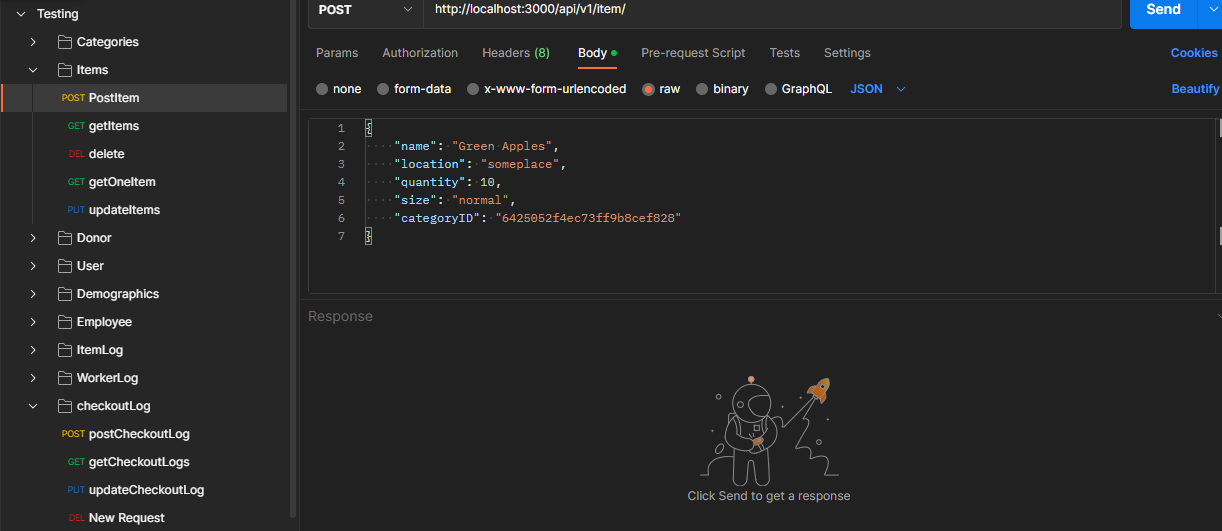 Testing
Categories
Items
POST PostItem
GET getItems
DEL delete
GET getOneItem
PUT updateItems
Donor
User
Demographics
Employee
ItemLog
WorkerLog
checkoutLog
POST postCheckoutLog
GET getCheckoutLogs
PUT updateCheckoutLog
DEL New Request
POST http://localhost:3000/api/v1/item/ Send
Params Authorization Headers (8) Body Pre-request Script Tests Settings Cookies
none form-data x-www-form-urlencoded raw binary GraphQL JSON Beautify
1 {
2 ····"name":·"Green·Apples",
3 ····"location":·"someplace",
4 ····"quantity":·10,
5 ····"size":·"normal",
6 ····"categoryID":·"6425052f4ec73ff9b8cef828"
7 }
Response
Click Send to get a response